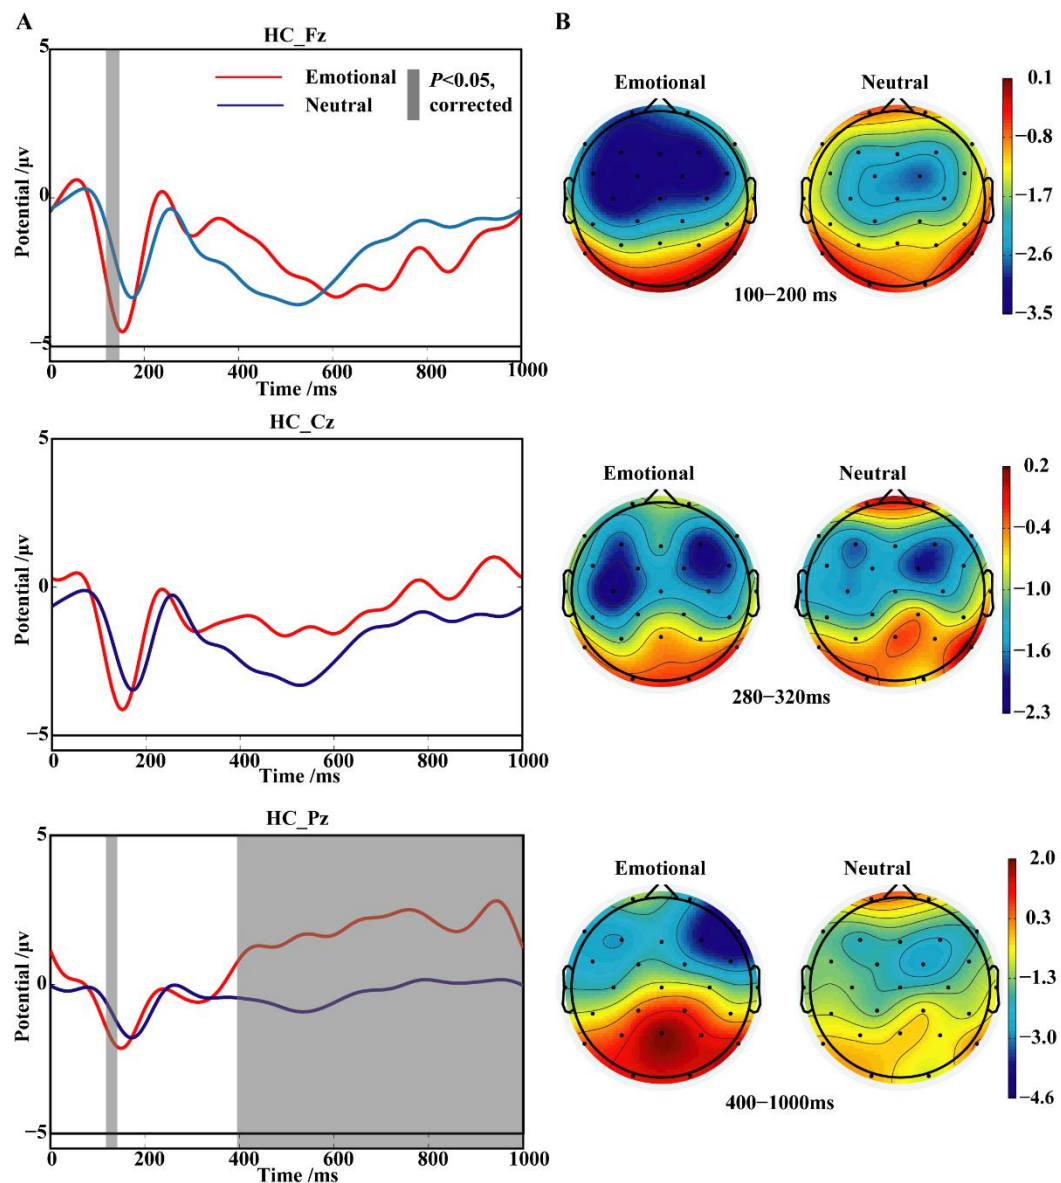 A
HC_Fz
5
0
−5
Potential /μv
Emotional
Neutral
P<0.05,
corrected
0
200
400
600
800
1000
Time /ms
HC_Cz
5
0
−5
Potential /μv
0
200
400
600
800
1000
Time /ms
HC_Pz
5
0
−5
Potential /μv
0
200
400
600
800
1000
Time /ms
B
Emotional
Neutral
0.1
−0.8
−1.7
−2.6
−3.5
100−200 ms
Emotional
Neutral
0.2
−0.4
−1.0
−1.6
−2.3
280−320ms
Emotional
Neutral
2.0
0.3
−1.3
−3.0
−4.6
400−1000ms